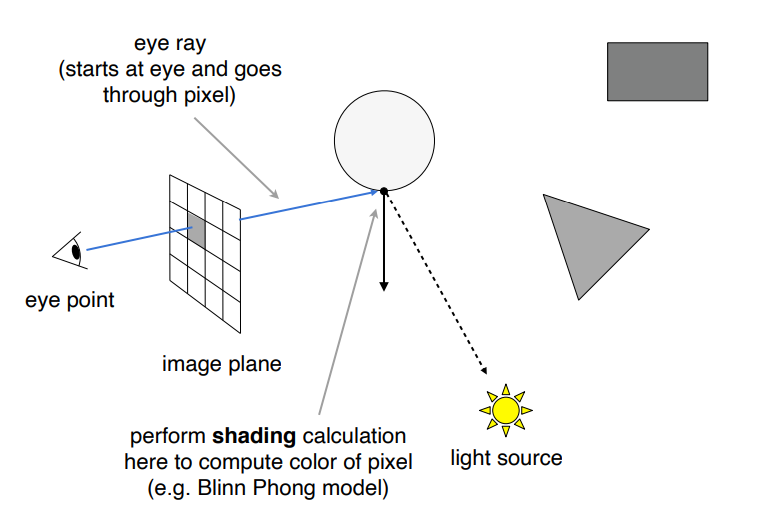 eye ray
(starts at eye and goes
through pixel)
eye point
image plane
perform shading calculation
here to compute color of pixel
(e.g. Blinn Phong model)
light source